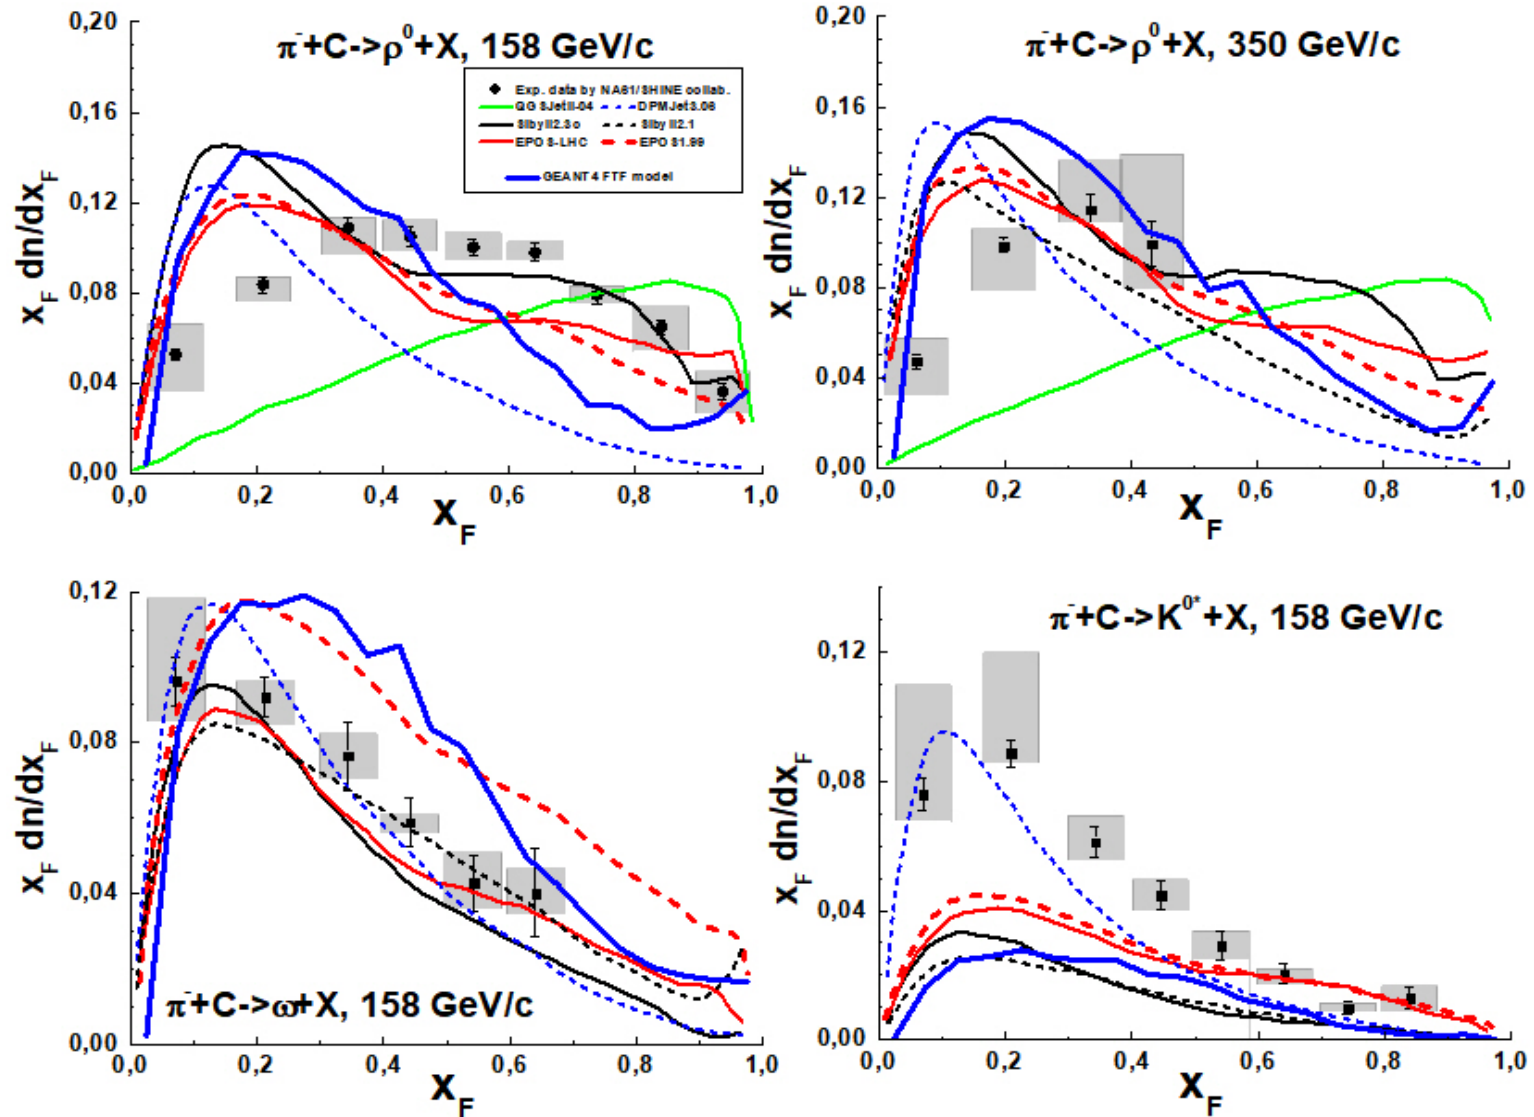 π⁻+C->ρ⁰+X, 158 GeV/c
Exp. data by NA61/SHINE collab.
QGSJetII-04 DPMJet3.06
Sibyll2.3c Sibyll2.1
EPOS-LHC EPOS1.99
GEANT4 FTF model
0,20
0,16
0,12
0,08
0,04
0,00
x_F dn/dx_F
0,0 0,2 0,4 0,6 0,8 1,0
X_F
π⁻+C->ρ⁰+X, 350 GeV/c
0,20
0,16
0,12
0,08
0,04
0,00
x_F dn/dx_F
0,0 0,2 0,4 0,6 0,8 1,0
X_F
0,12
0,08
0,04
0,00
x_F dn/dx_F
π⁻+C->ω+X, 158 GeV/c
0,0 0,2 0,4 0,6 0,8 1,0
X_F
π⁻+C->K⁰*+X, 158 GeV/c
0,12
0,08
0,04
0,00
x_F dn/dx_F
0,0 0,2 0,4 0,6 0,8 1,0
X_F